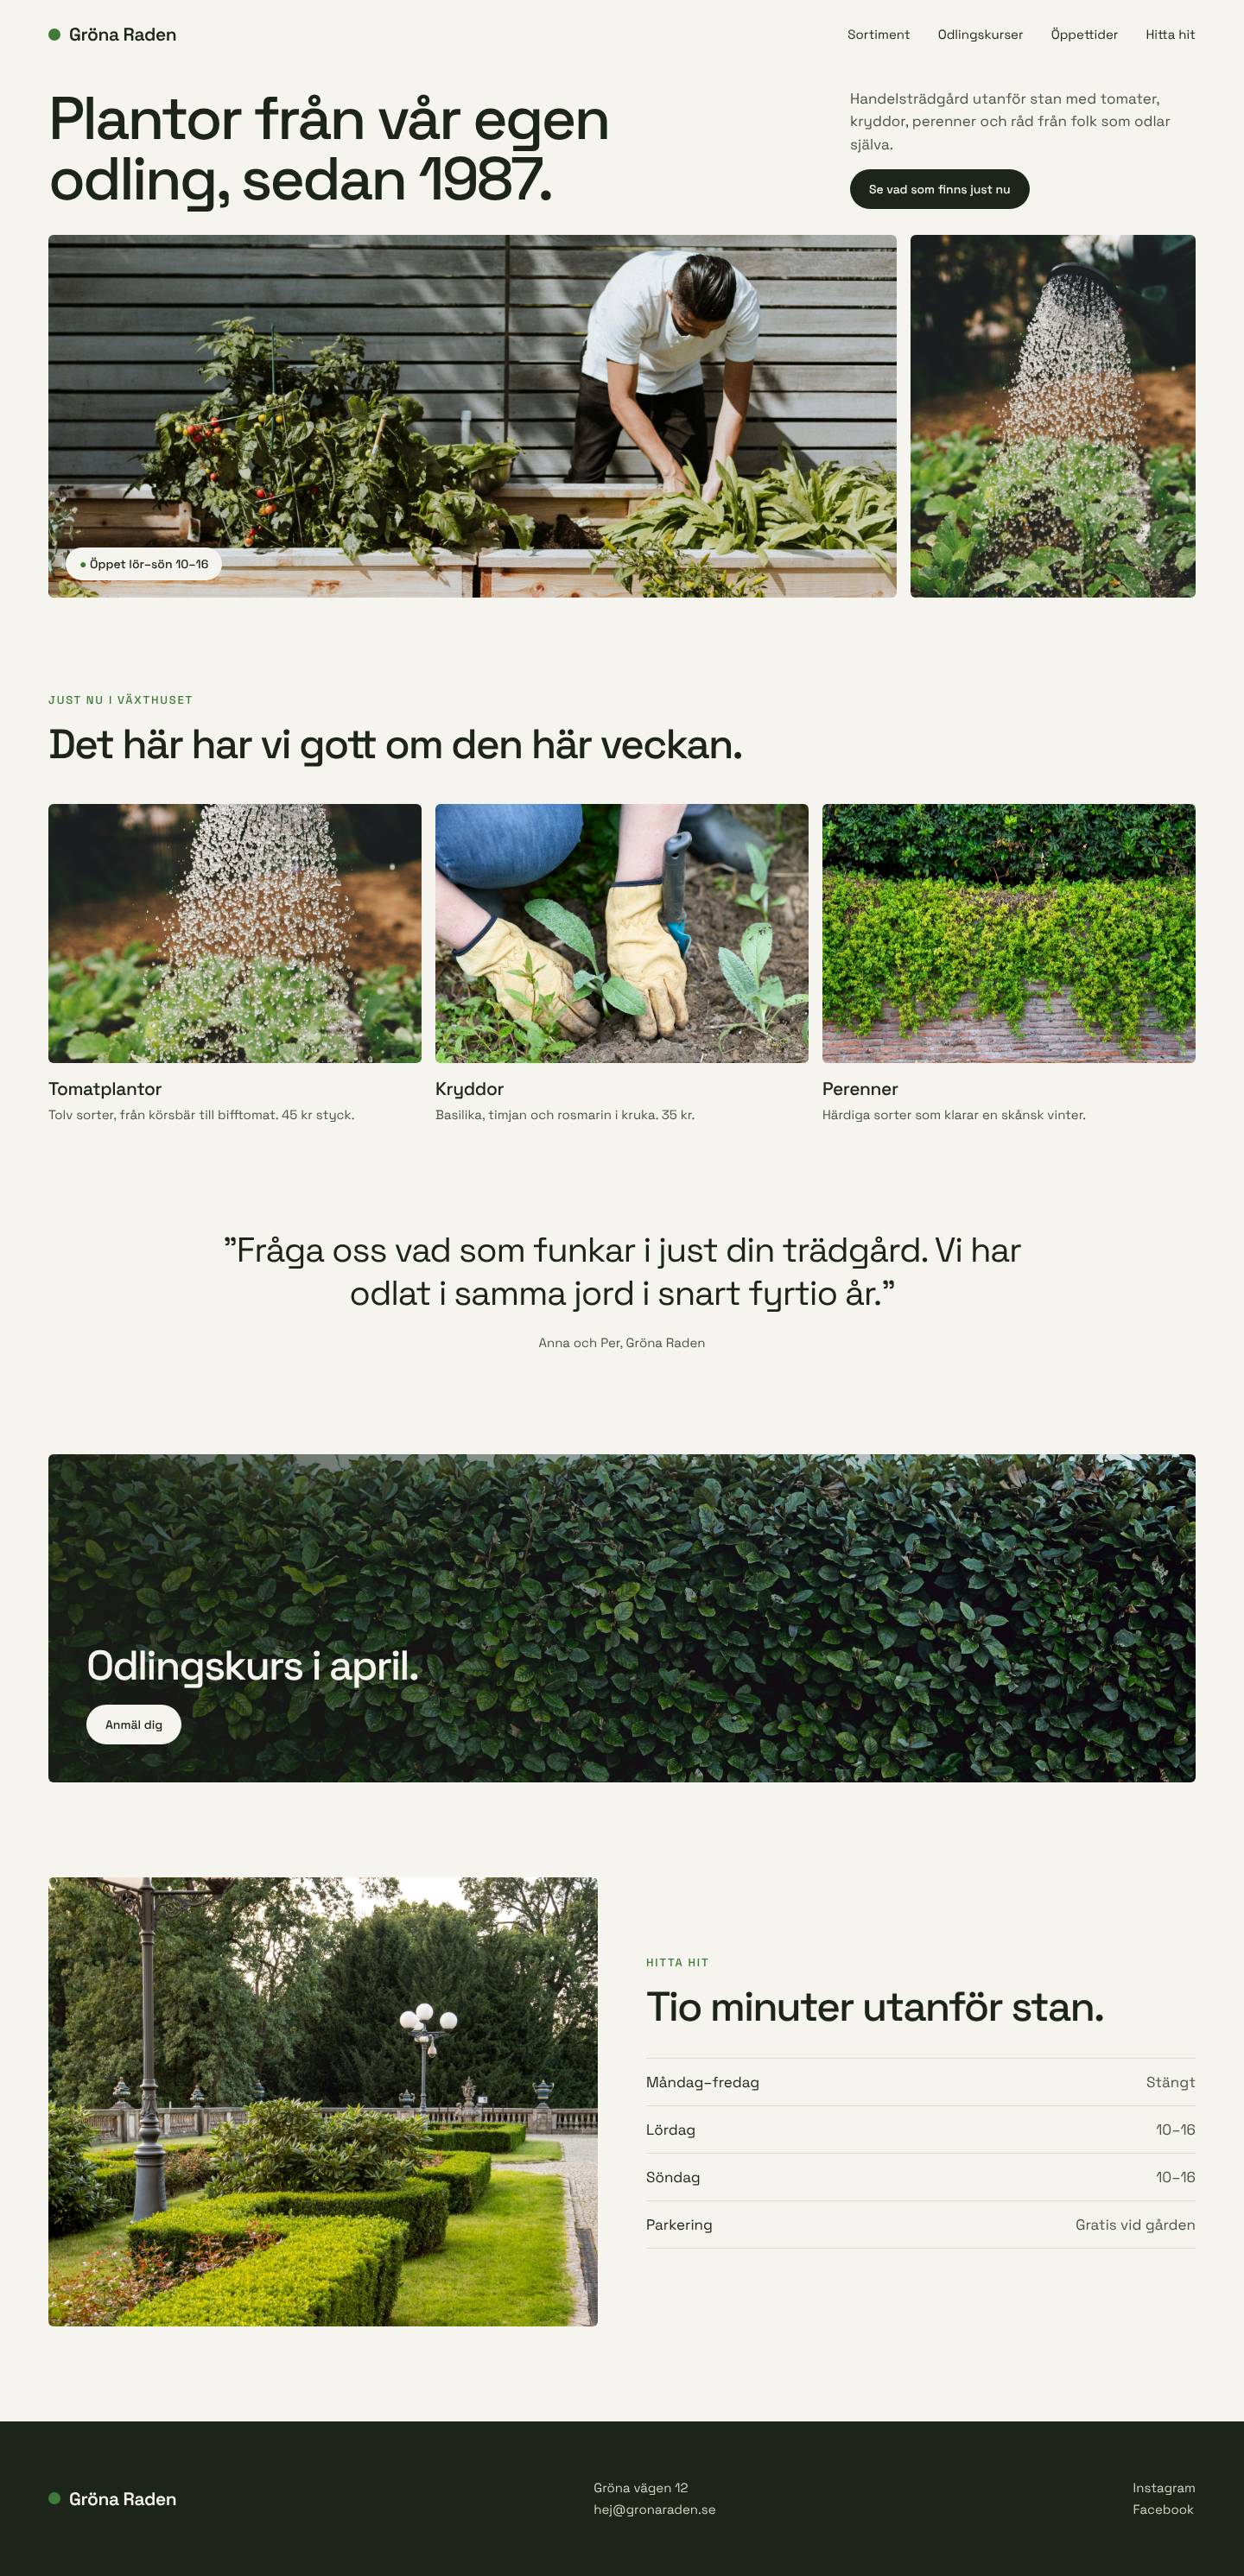 Gröna Raden
Sortiment
Odlingskurser
Öppettider
Hitta hit
Plantor från vår egen
odling, sedan 1987.
Handelsträdgård utanför stan med tomater,
kryddor, perenner och råd från folk som odlar
själva.
Se vad som finns just nu
Öppet lör–sön 10–16
JUST NU I VÄXTHUSET
Det här har vi gott om den här veckan.
Tomatplantor
Tolv sorter, från körsbär till bifftomat. 45 kr styck.
Kryddor
Basilika, timjan och rosmarin i kruka. 35 kr.
Perenner
Härdiga sorter som klarar en skånsk vinter.
”Fråga oss vad som funkar i just din trädgård. Vi har
odlat i samma jord i snart fyrtio år.”
Anna och Per, Gröna Raden
Odlingskurs i april.
Anmäl dig
HITTA HIT
Tio minuter utanför stan.
Måndag–fredag Stängt
Lördag 10–16
Söndag 10–16
Parkering Gratis vid gården
Gröna Raden
Gröna vägen 12
hej@gronaraden.se
Instagram
Facebook